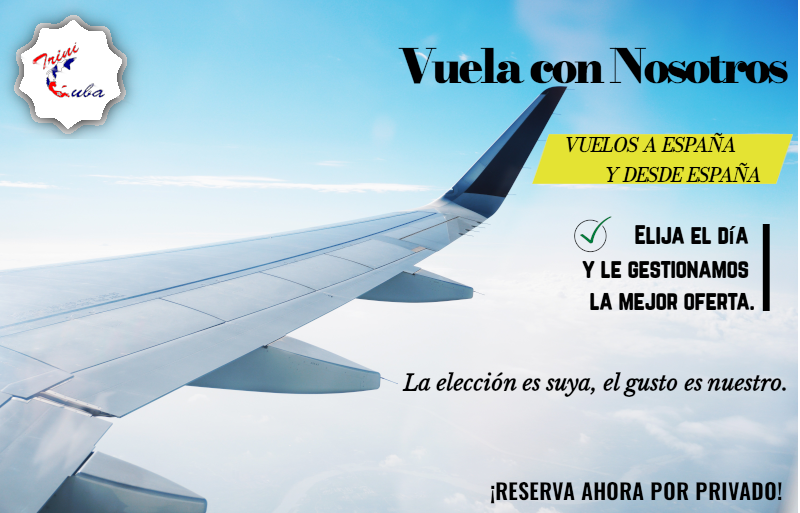 Trini
Cuba
Vuela con Nosotros
VUELOS A ESPAÑA
Y DESDE ESPAÑA
ELIJA EL DÍA
Y LE GESTIONAMOS
LA MEJOR OFERTA.
La elección es suya, el gusto es nuestro.
¡RESERVA AHORA POR PRIVADO!